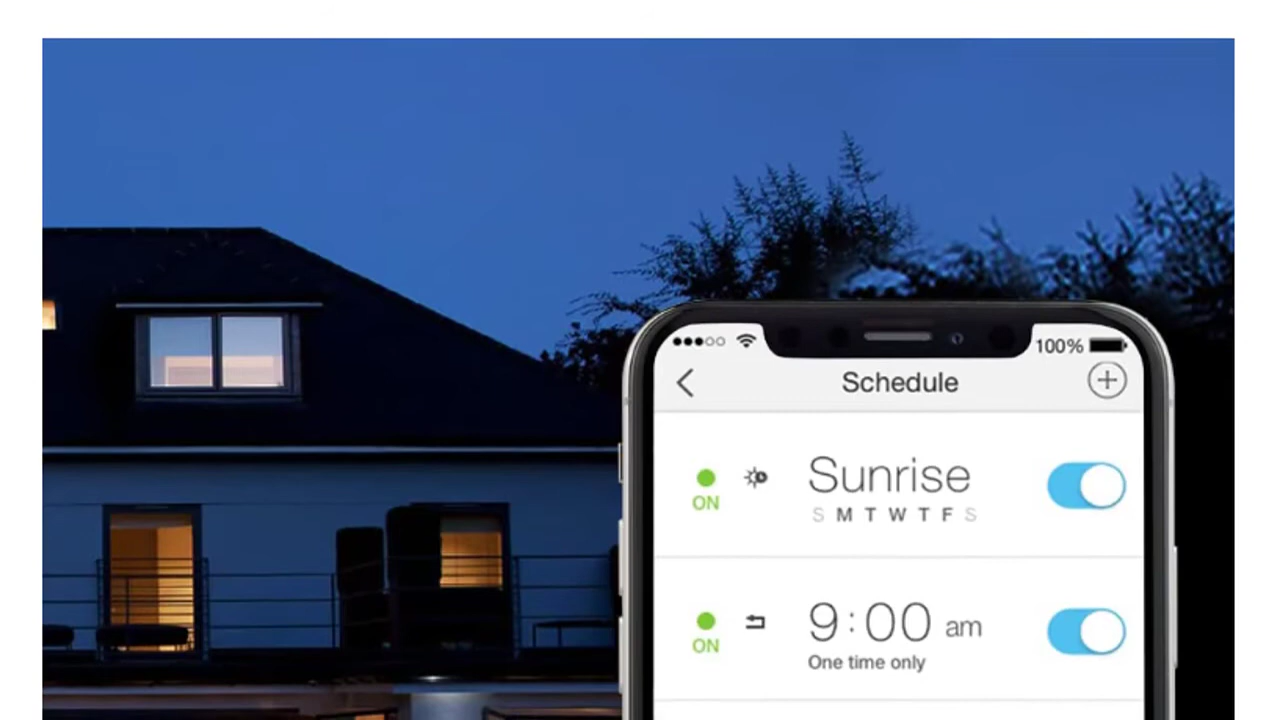 100%
Schedule
Sunrise
ON
S M T W T F S
9:00 am
ON
One time only